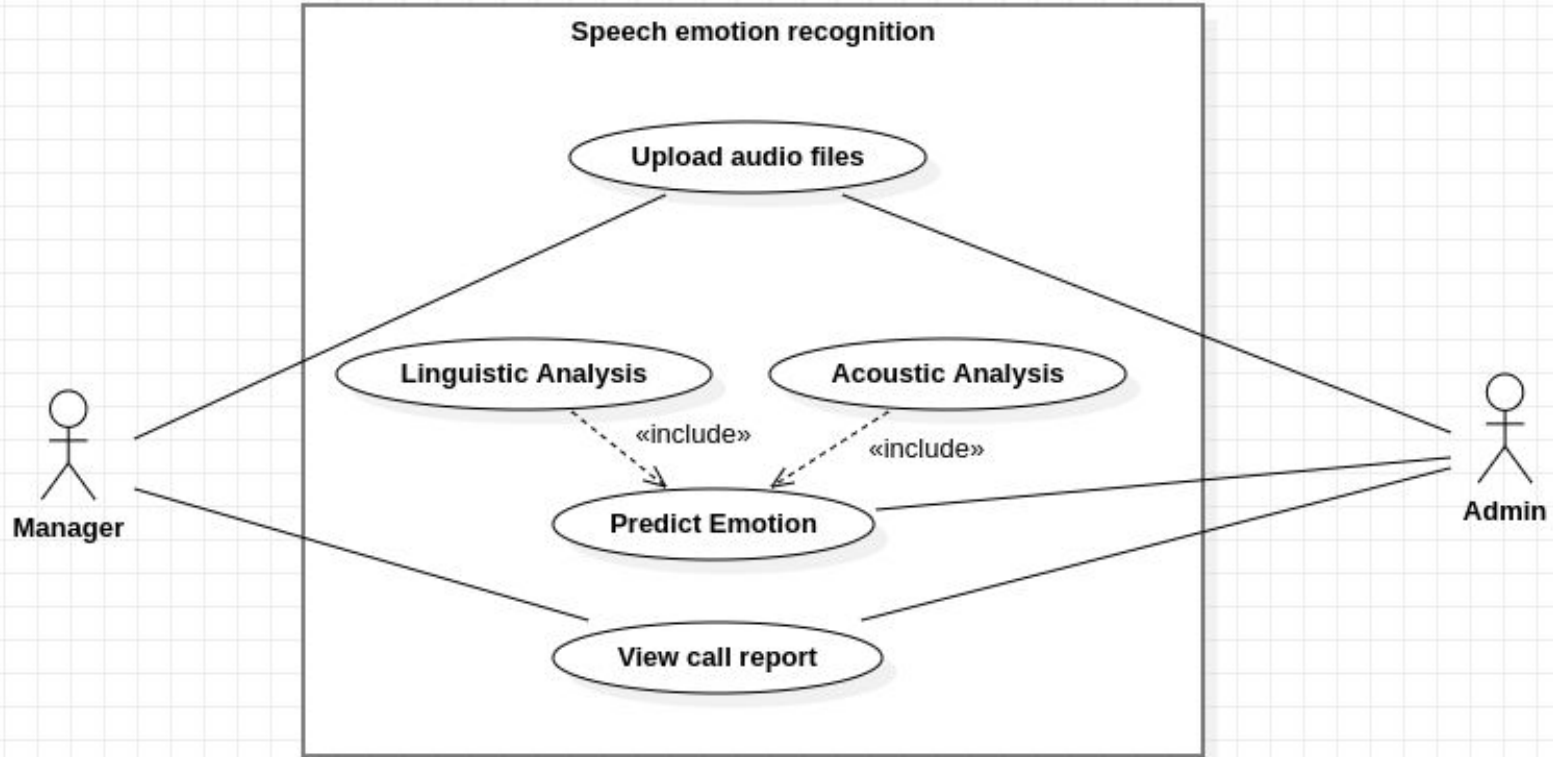 Speech emotion recognition
Upload audio files
Linguistic Analysis
Acoustic Analysis
«include»
«include»
Manager
Predict Emotion
Admin
View call report